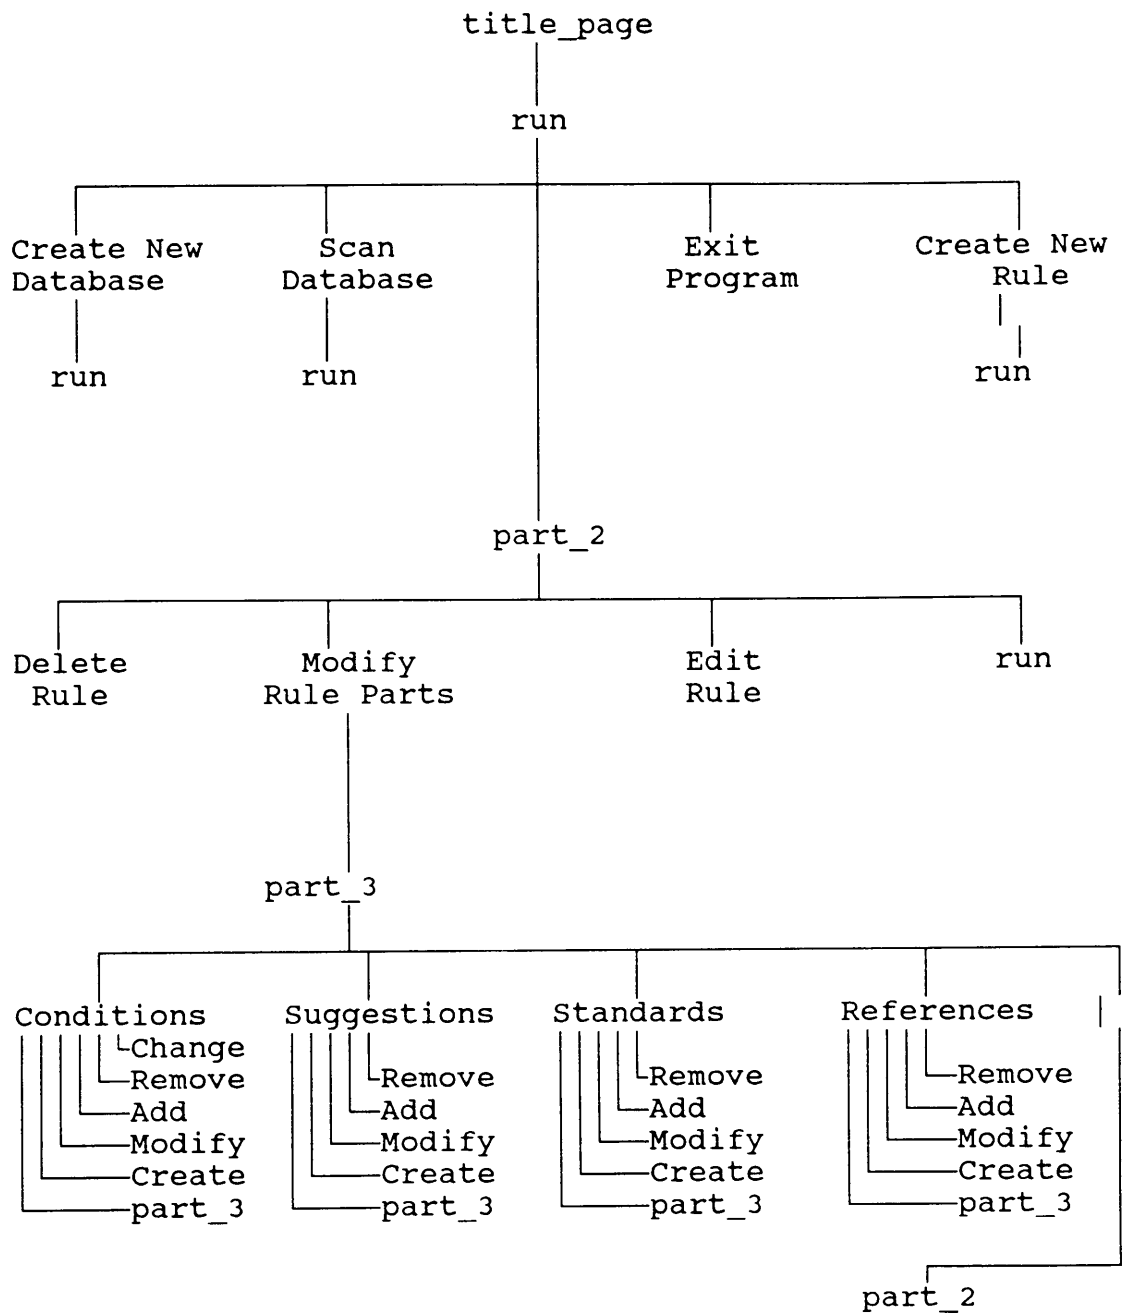 title_page
run
Create New
Database
Scan
Database
Exit
Program
Create New
Rule
run
run
run
part_2
Delete
Rule
Modify
Rule Parts
Edit
Rule
run
part_3
Conditions
Change
Remove
Add
Modify
Create
part_3
Suggestions
Remove
Add
Modify
Create
part_3
Standards
Remove
Add
Modify
Create
part_3
References
Remove
Add
Modify
Create
part_3
part_2